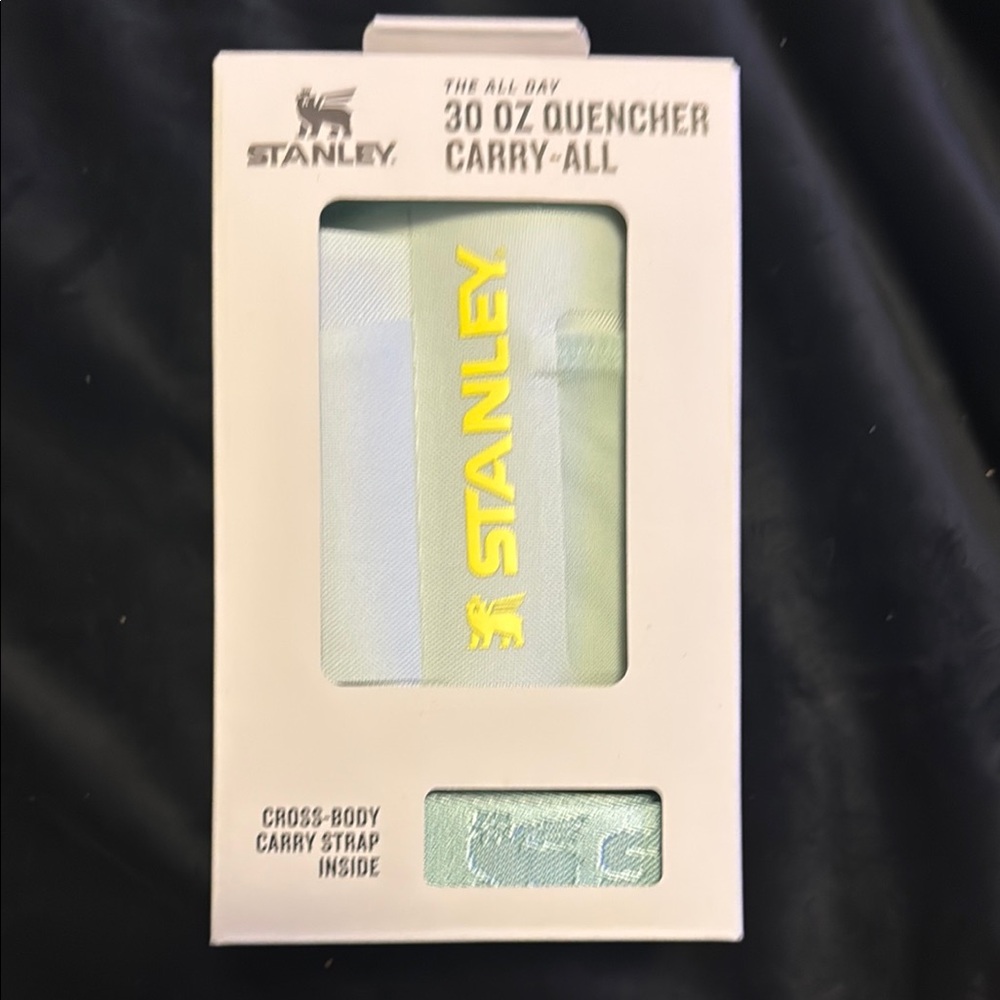 STANLEY.
THE ALL DAY
30 OZ QUENCHER
CARRY-ALL
STANLEY
CROSS-BODY
CARRY STRAP
INSIDE